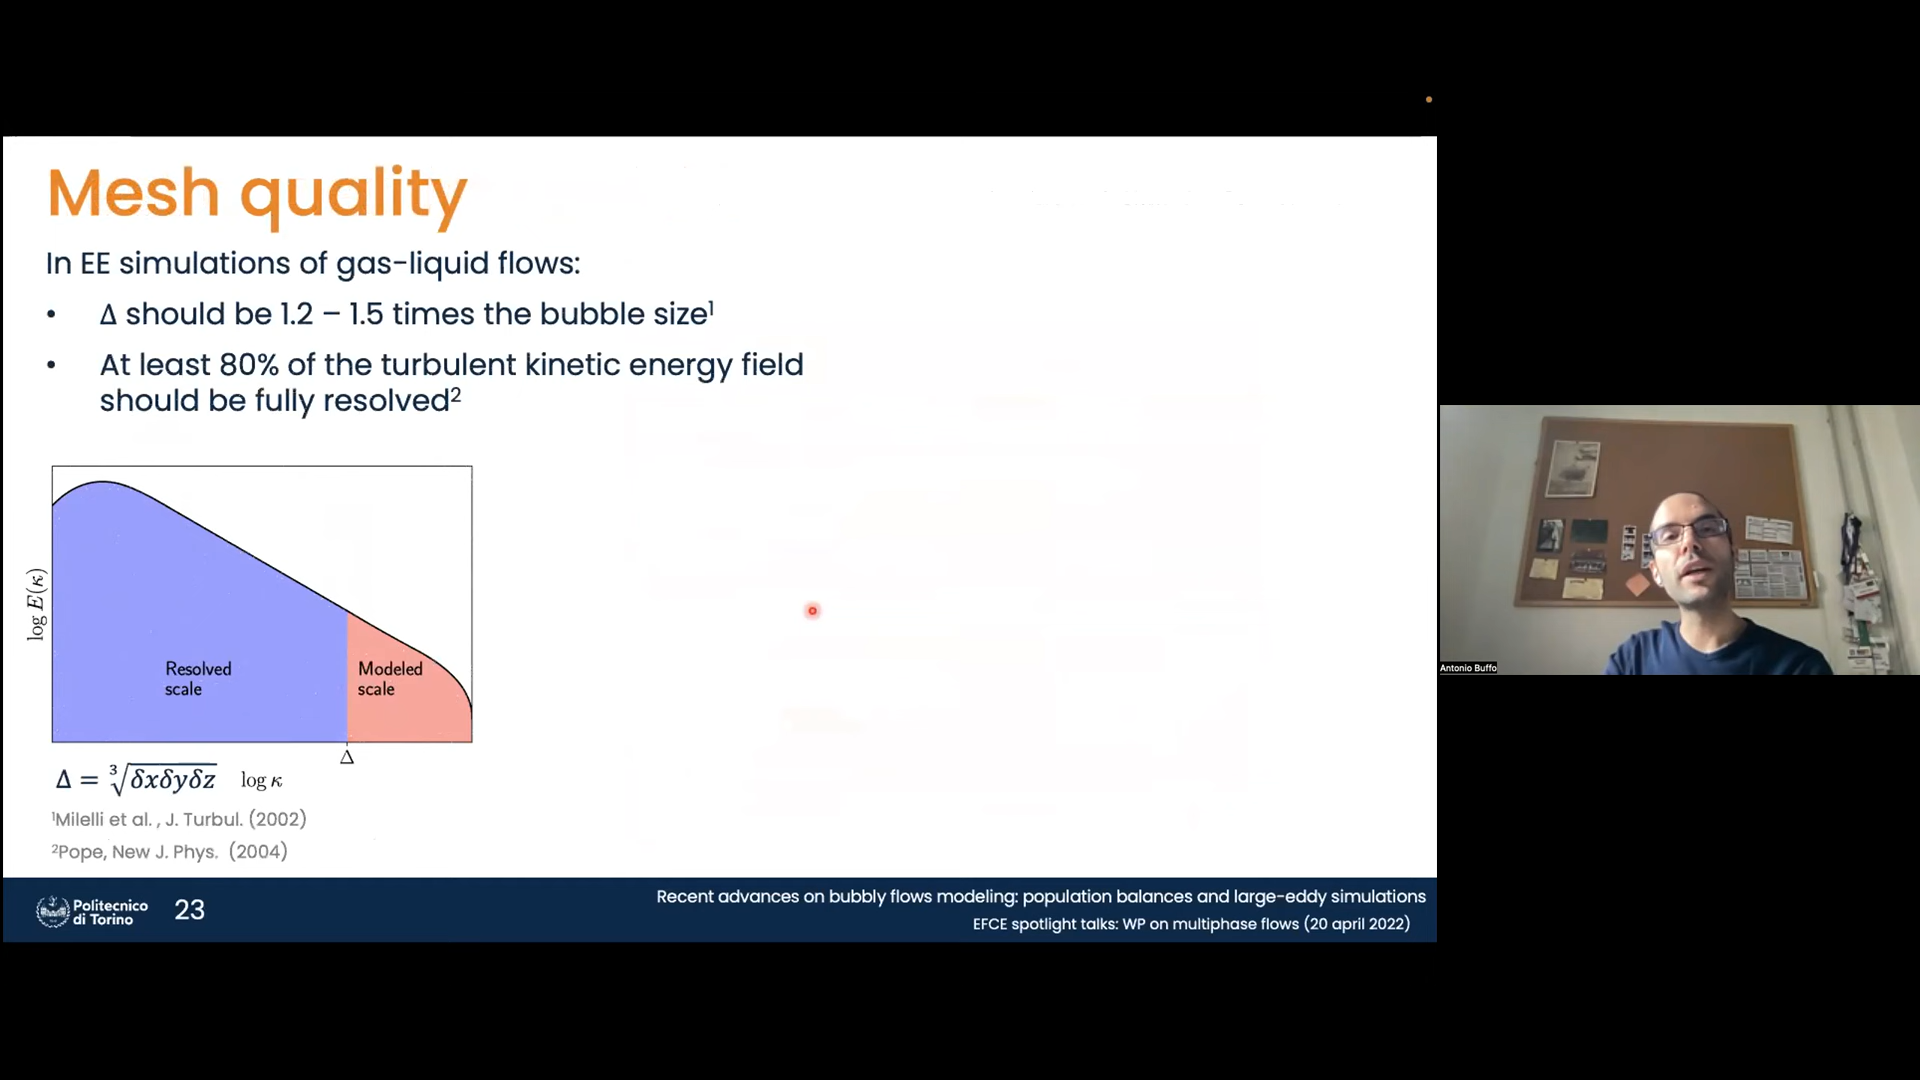 Mesh quality
In EE simulations of gas-liquid flows:
• Δ should be 1.2 – 1.5 times the bubble size¹
• At least 80% of the turbulent kinetic energy field
should be fully resolved²
log E(κ)
Resolved
scale
Modeled
scale
Δ
Δ = ∛δxδyδz
log κ
¹Milelli et al. , J. Turbul. (2002)
²Pope, New J. Phys. (2004)
Politecnico
di Torino
23
Recent advances on bubbly flows modeling: population balances and large-eddy simulations
EFCE spotlight talks: WP on multiphase flows (20 april 2022)
Antonio Buffo